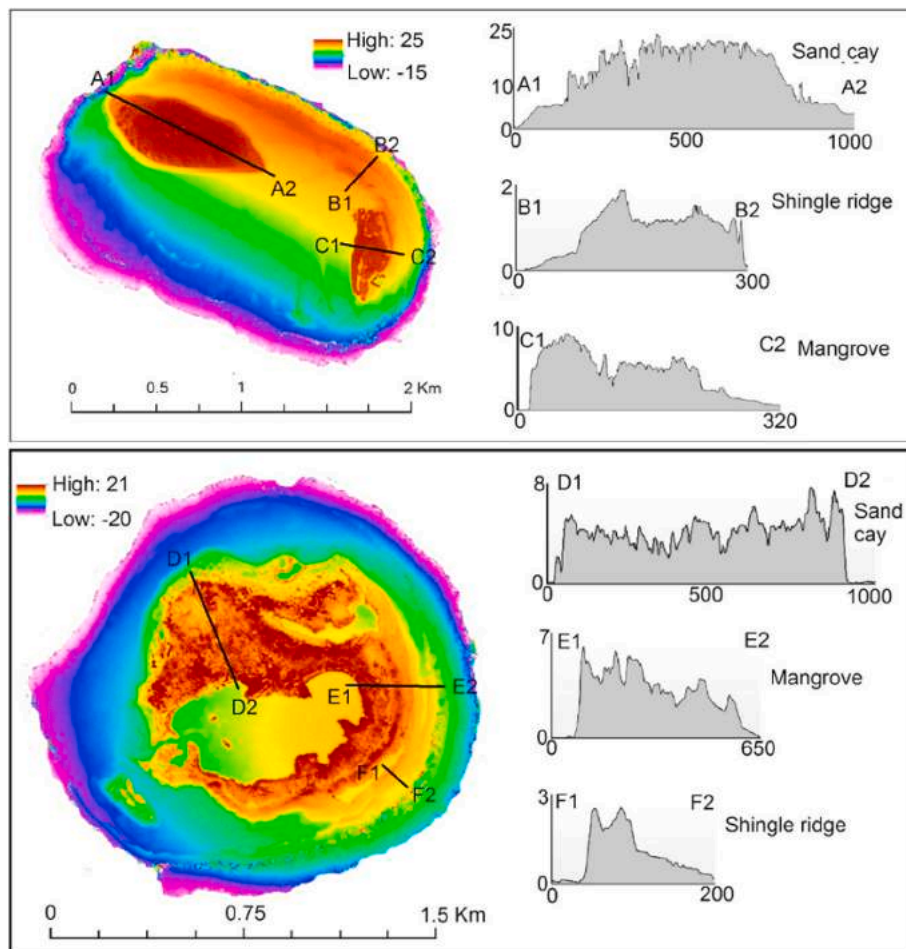 High: 25
Low: -15
A1
A2
B2
B1
C1
C2
0 0.5 1 2 Km
25
20
10
0
A1
Sand cay
A2
500
1000
2
1
0
B1
B2
Shingle ridge
0
300
10
0
C1
C2
Mangrove
0
320
High: 21
Low: -20
D1
D2
E1
E2
F1
F2
0 0.75 1.5 Km
8
0
D1
D2
Sand
cay
0
500
1000
7
0
E1
E2
Mangrove
0
650
3
0
F1
F2
Shingle ridge
0
200